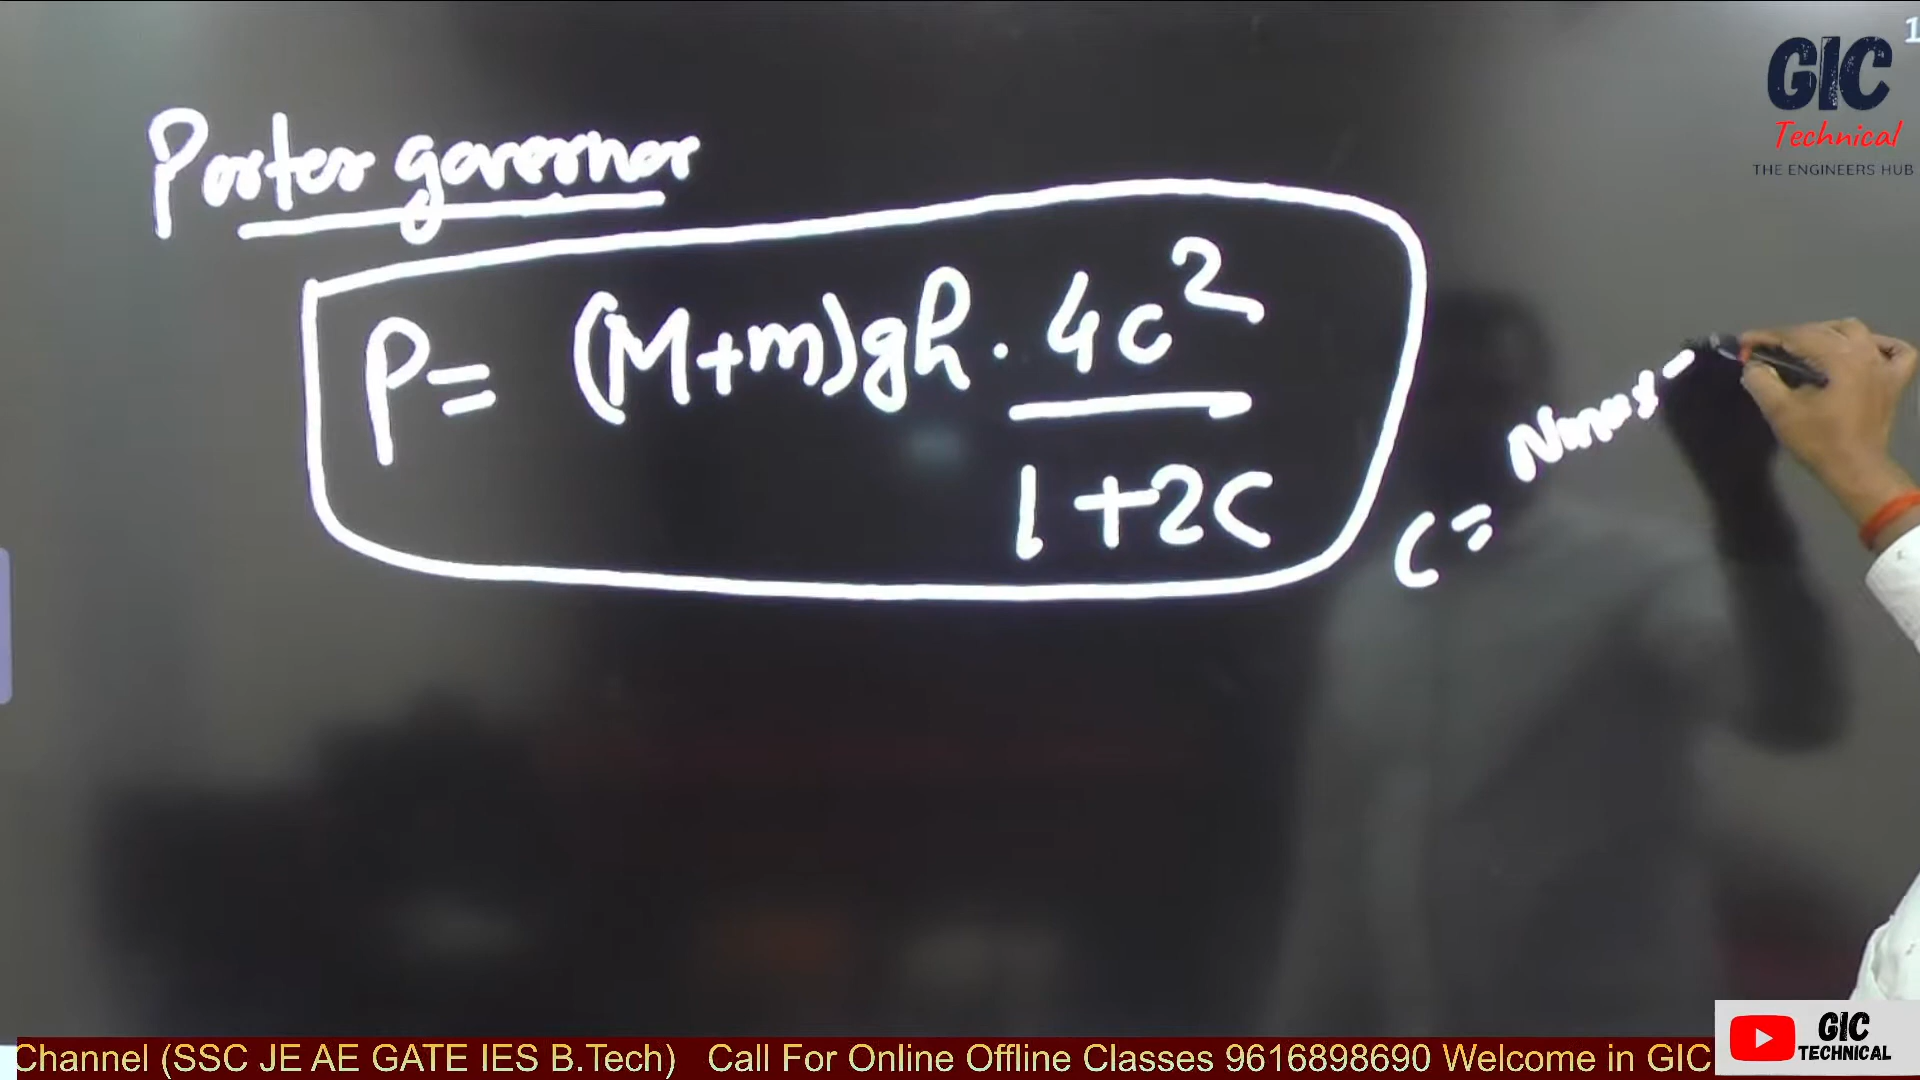 1
GIC
Technical
THE ENGINEERS HUB
Porter governor
P = (M+m)gh . 4c²
1+2c
c =
Nmax -
Channel (SSC JE AE GATE IES B.Tech) Call For Online Offline Classes 9616898690 Welcome in GIC
GIC
TECHNICAL